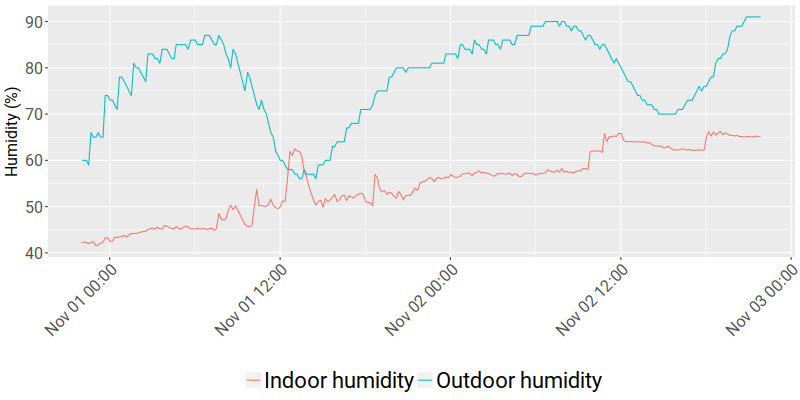 Humidity (%)
90
80
70
60
50
40
Nov 01 00:00
Nov 01 12:00
Nov 02 00:00
Nov 02 12:00
Nov 03 00:00
Indoor humidity Outdoor humidity